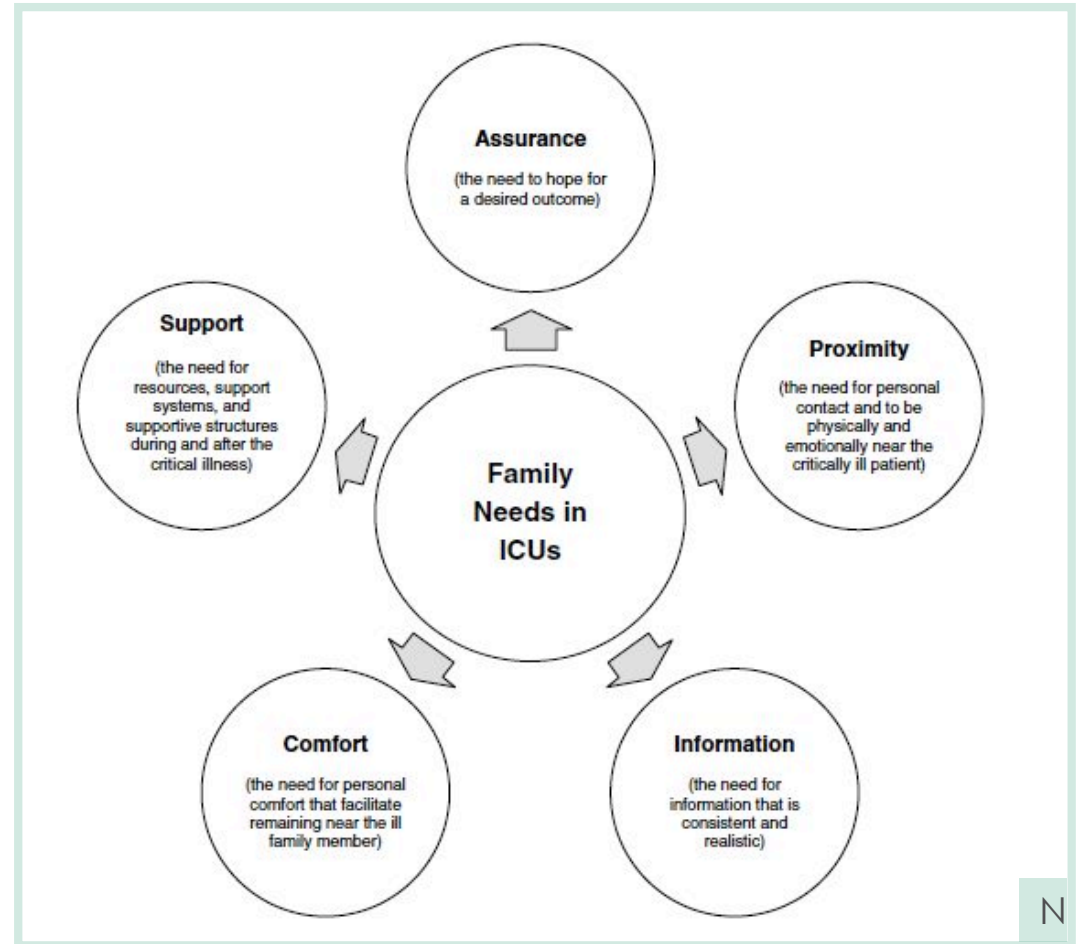 Assurance
(the need to hope for
a desired outcome)
Support
(the need for
resources, support
systems, and
supportive structures
during and after the
critical illness)
Proximity
(the need for personal
contact and to be
physically and
emotionally near the
critically ill patient)
Family
Needs in
ICUs
Comfort
(the need for personal
comfort that facilitate
remaining near the ill
family member)
Information
(the need for
information that is
consistent and
realistic)
N